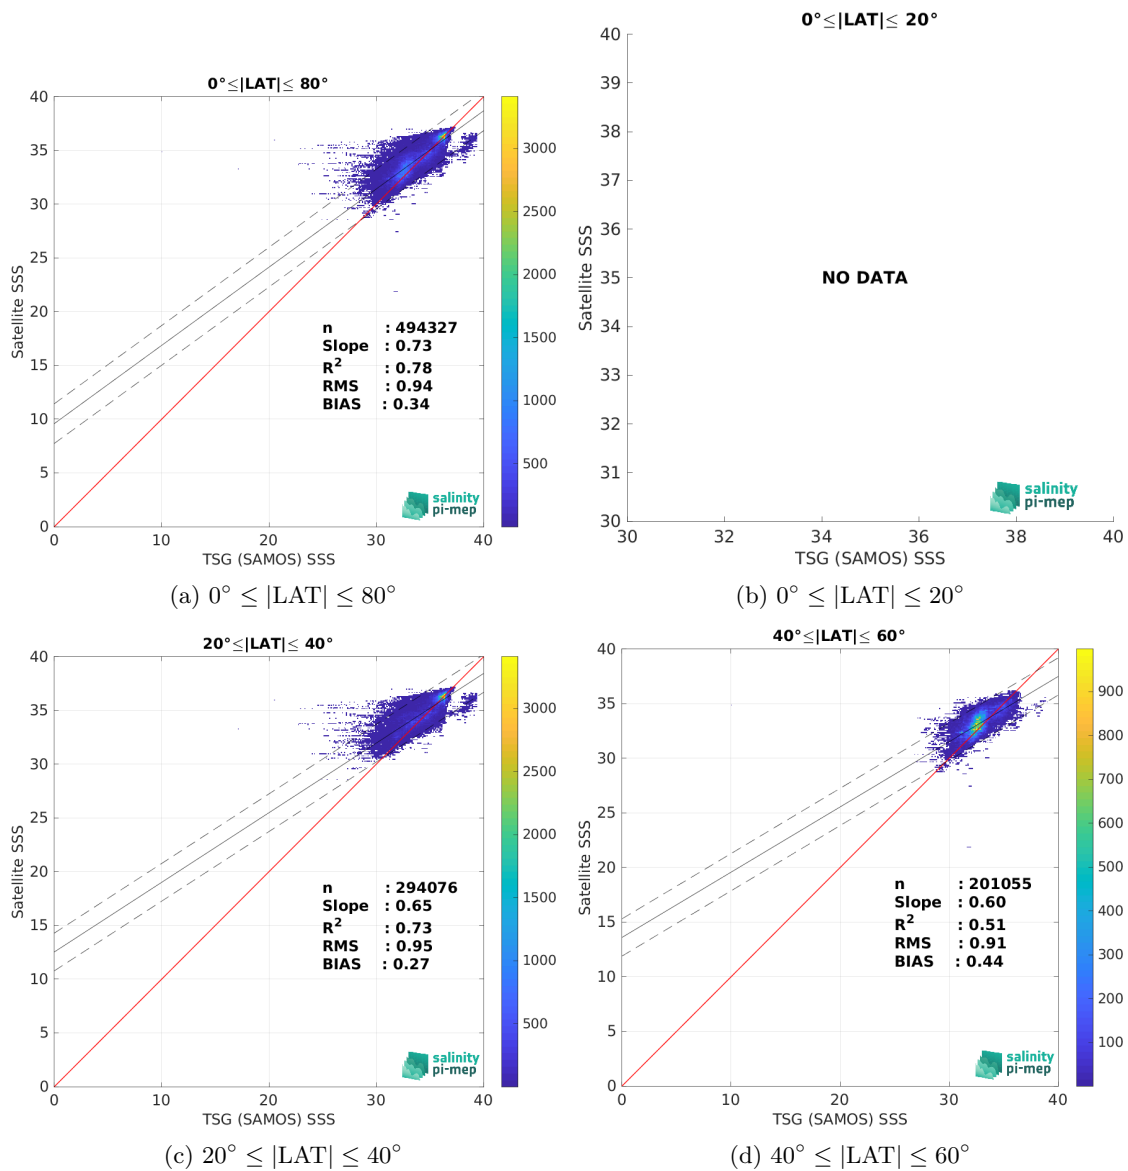 0°≤|LAT|≤ 80°
40
35
30
25
20
15
10
5
0
Satellite SSS
0
10
20
30
40
TSG (SAMOS) SSS
3000
2500
2000
1500
1000
500
n : 494327
Slope : 0.73
R² : 0.78
RMS : 0.94
BIAS : 0.34
salinity
pi-mep
(a) 0° ≤ |LAT| ≤ 80°
0°≤|LAT|≤ 20°
40
39
38
37
36
35
34
33
32
31
30
Satellite SSS
NO DATA
30
32
34
36
38
40
TSG (SAMOS) SSS
salinity
pi-mep
(b) 0° ≤ |LAT| ≤ 20°
20°≤|LAT|≤ 40°
40
35
30
25
20
15
10
5
0
Satellite SSS
0
10
20
30
40
TSG (SAMOS) SSS
3000
2500
2000
1500
1000
500
n : 294076
Slope : 0.65
R² : 0.73
RMS : 0.95
BIAS : 0.27
salinity
pi-mep
(c) 20° ≤ |LAT| ≤ 40°
40°≤|LAT|≤ 60°
40
35
30
25
20
15
10
5
0
Satellite SSS
0
10
20
30
40
TSG (SAMOS) SSS
900
800
700
600
500
400
300
200
100
n : 201055
Slope : 0.60
R² : 0.51
RMS : 0.91
BIAS : 0.44
salinity
pi-mep
(d) 40° ≤ |LAT| ≤ 60°